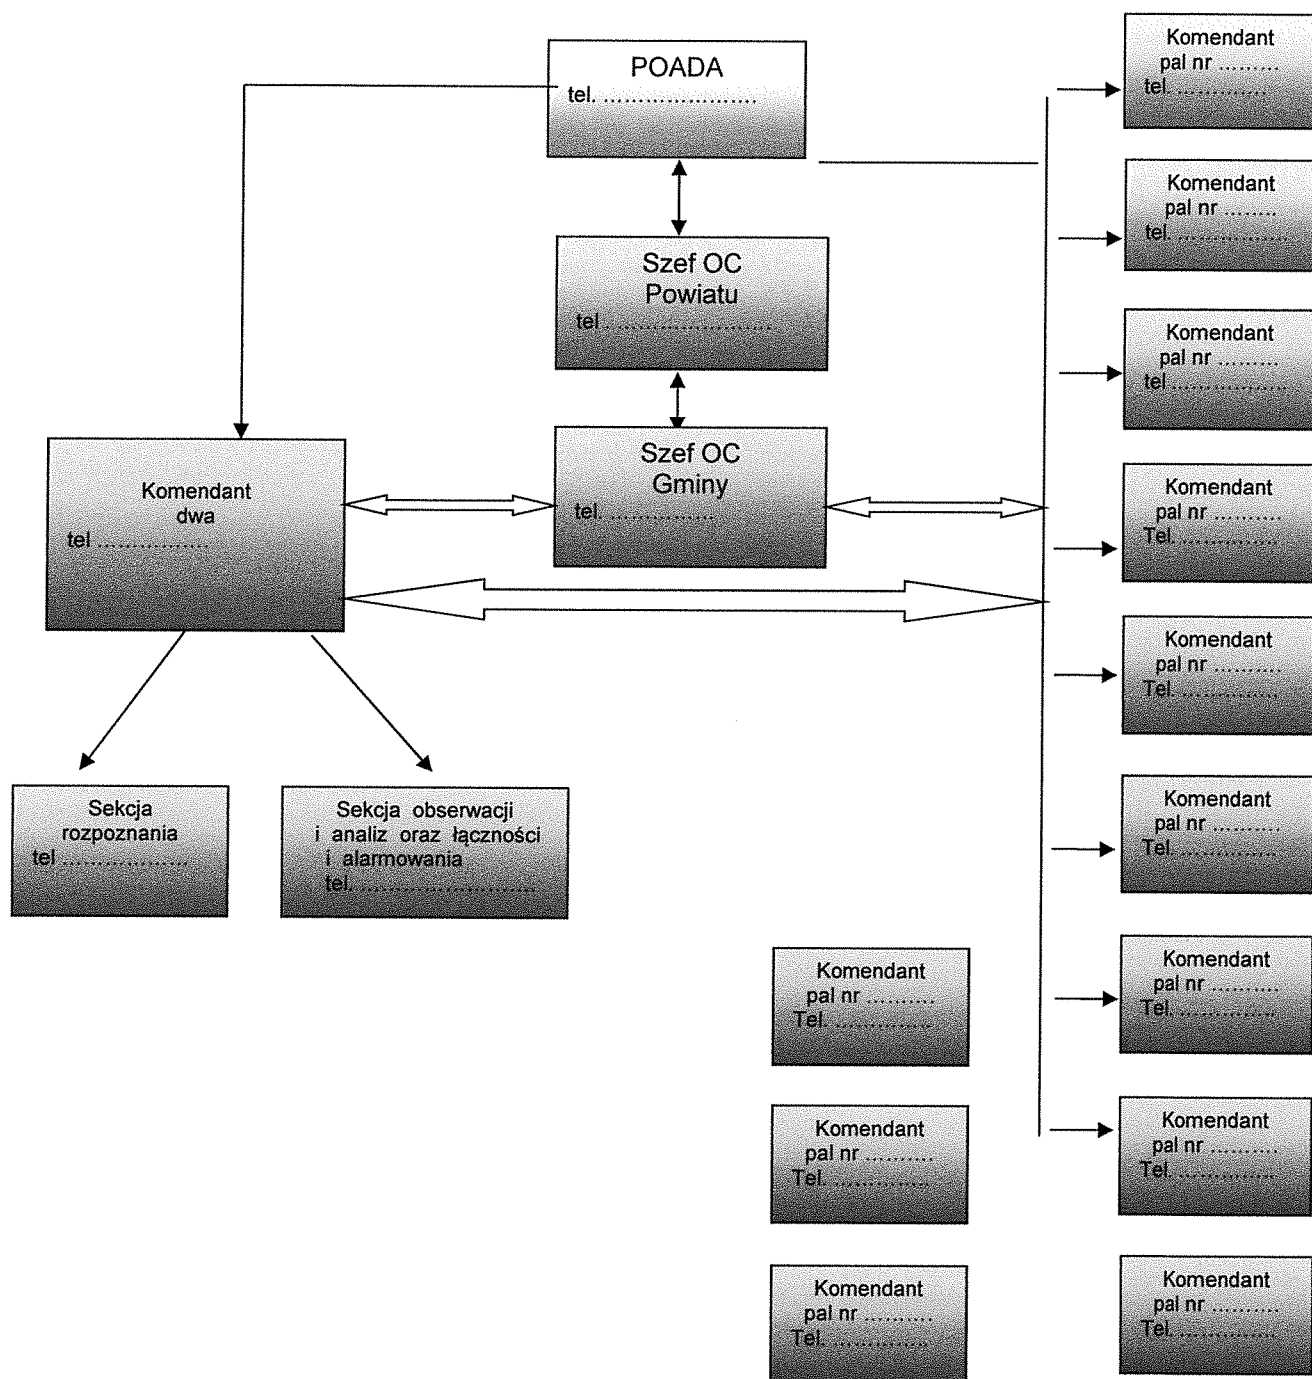 POADA
tel. ........................
Szef OC
Powiatu
tel ..........................
Szef OC
Gminy
tel. ..................
Komendant
dwa
tel ..................
Sekcja
rozpoznania
tel ....................
Sekcja obserwacji
i analiz oraz łączności
i alarmowania
tel. ............................
Komendant
pal nr .........
tel ..............
Komendant
pal nr ........
tel. .................
Komendant
pal nr .........
tel ..................
Komendant
pal nr ..........
Tel. ...............
Komendant
pal nr ..........
Tel. ...............
Komendant
pal nr ..........
Tel. ...............
Komendant
pal nr ..........
Tel. ...............
Komendant
pal nr ..........
Tel. ...............
Komendant
pal nr ..........
Tel. ...............
Komendant
pal nr ..........
Tel. ...............
Komendant
pal nr ..........
Tel. ...............
Komendant
pal nr ..........
Tel. ...............